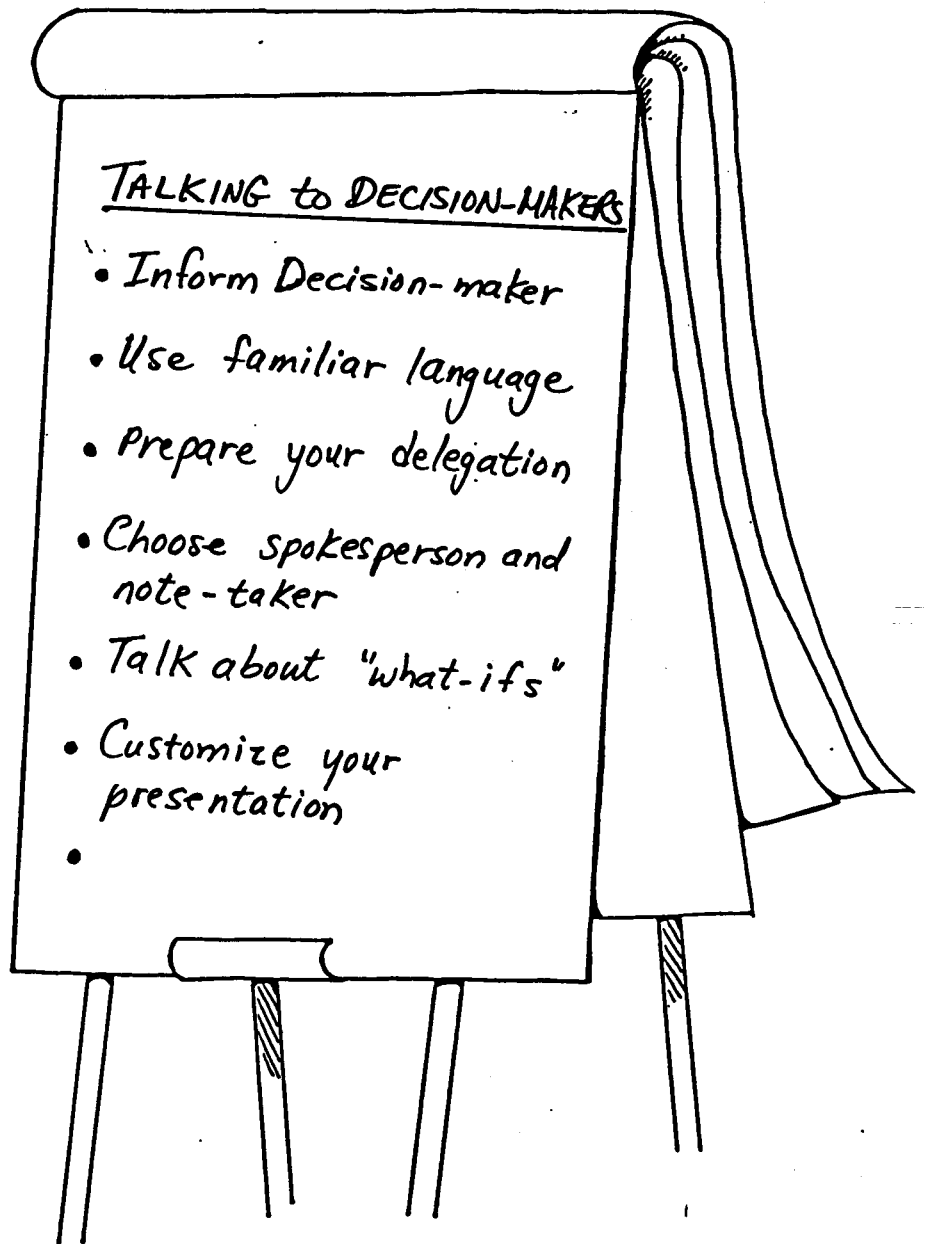 TALKING to DECISION-MAKERS
• Inform Decision-maker
• Use familiar language
• Prepare your delegation
• Choose spokesperson and
note-taker
• Talk about "what-ifs"
• Customize your
presentation
•